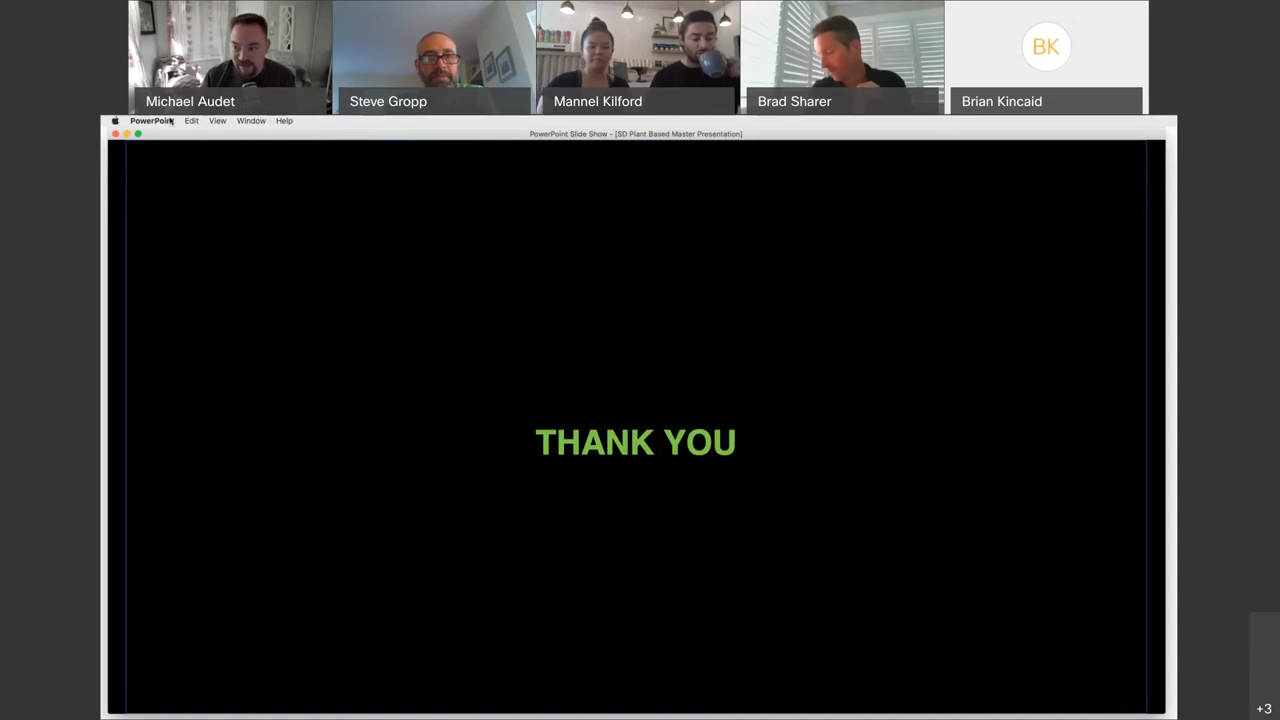 Michael Audet
Steve Gropp
Mannel Kilford
Brad Sharer
BK
Brian Kincaid
PowerPoint Edit View Window Help
PowerPoint Slide Show - [SD Plant Based Master Presentation]
THANK YOU
+3